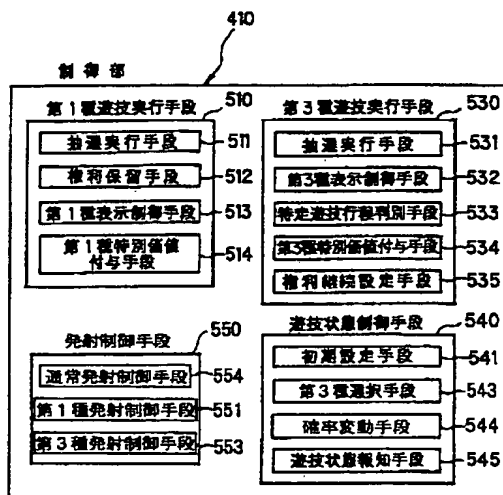 410
制御部
第1種遊技実行手段
510
抽選実行手段
511
権利保留手段
512
第1種表示制御手段
513
第1種特別価値
付与手段
514
第3種遊技実行手段
530
抽選実行手段
531
第3種表示制御手段
532
特定遊技行程判別手段
533
第3種特別価値付与手段
534
権利継続設定手段
535
発射制御手段
550
通常発射制御手段
554
第1種発射制御手段
551
第3種発射制御手段
553
遊技状態制御手段
540
初期設定手段
541
第3種選択手段
543
確率変動手段
544
遊技状態報知手段
545